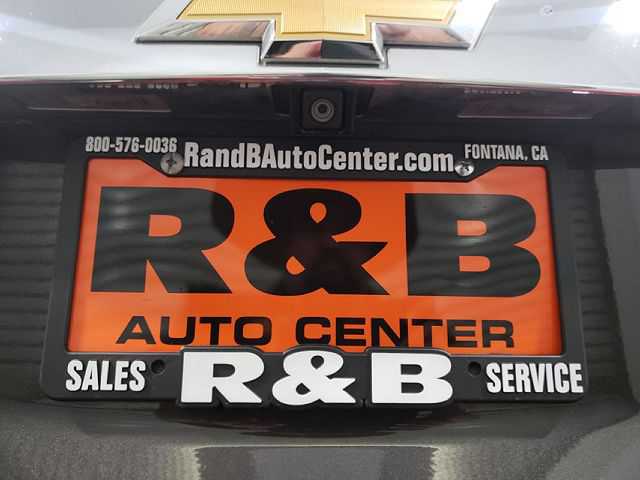 800-576-0036 RandBAutoCenter.com FONTANA, CA
R&B
AUTO CENTER
SALES R&B SERVICE